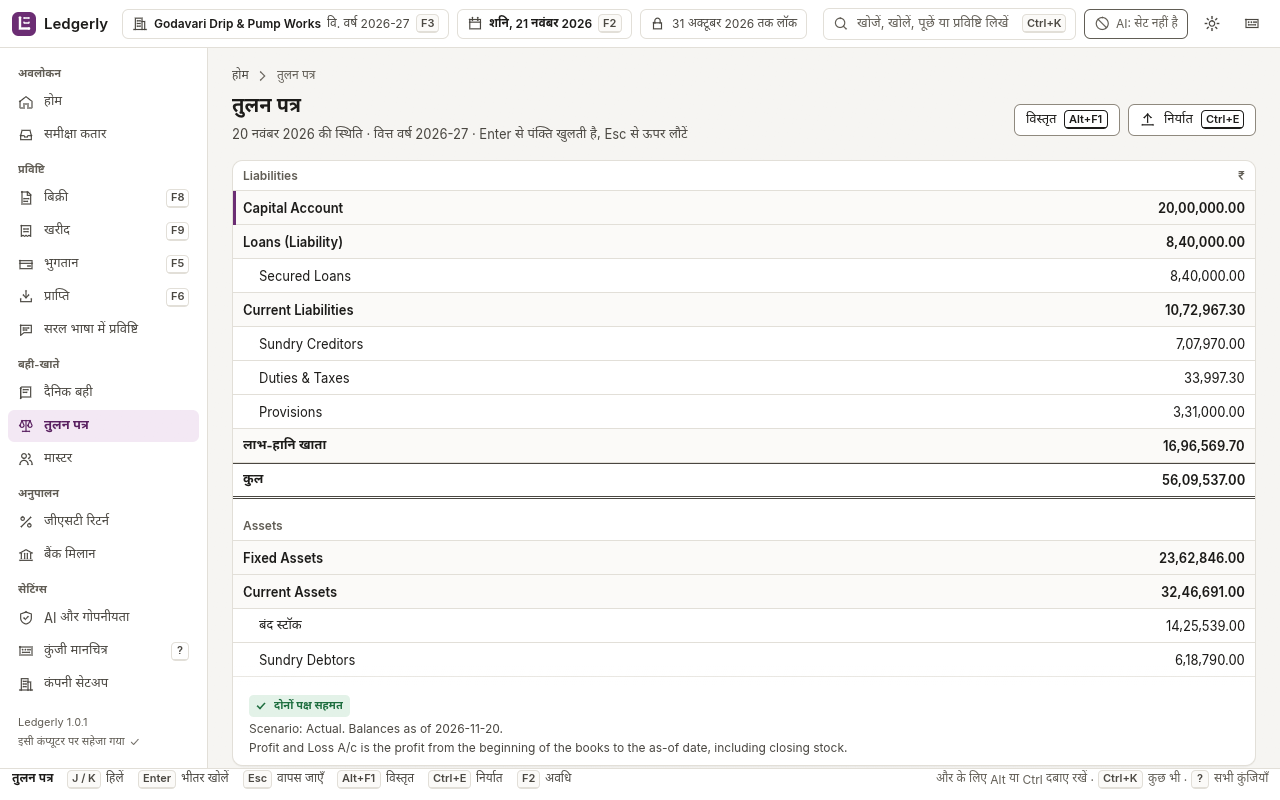 Ledgerly
Godavari Drip & Pump Works वि. वर्ष 2026-27 F3
शनि, 21 नवंबर 2026 F2
31 अक्टूबर 2026 तक लॉक
खोजें, खोलें, पूछें या प्रविष्टि लिखें Ctrl+K
AI: सेट नहीं है
अवलोकन
होम
समीक्षा कतार
प्रविष्टि
बिक्री F8
खरीद F9
भुगतान F5
प्राप्ति F6
सरल भाषा में प्रविष्टि
बही-खाते
दैनिक बही
तुलन पत्र
मास्टर
अनुपालन
जीएसटी रिटर्न
बैंक मिलान
सेटिंग्स
AI और गोपनीयता
कुंजी मानचित्र ?
कंपनी सेटअप
Ledgerly 1.0.1
इसी कंप्यूटर पर सहेजा गया
होम > तुलन पत्र
तुलन पत्र
20 नवंबर 2026 की स्थिति · वित्त वर्ष 2026-27 · Enter से पंक्ति खुलती है, Esc से ऊपर लौटें
विस्तृत Alt+F1
निर्यात Ctrl+E
Liabilities ₹
Capital Account 20,00,000.00
Loans (Liability) 8,40,000.00
Secured Loans 8,40,000.00
Current Liabilities 10,72,967.30
Sundry Creditors 7,07,970.00
Duties & Taxes 33,997.30
Provisions 3,31,000.00
लाभ-हानि खाता 16,96,569.70
कुल 56,09,537.00
Assets
Fixed Assets 23,62,846.00
Current Assets 32,46,691.00
बंद स्टॉक 14,25,539.00
Sundry Debtors 6,18,790.00
दोनों पक्ष सहमत
Scenario: Actual. Balances as of 2026-11-20.
Profit and Loss A/c is the profit from the beginning of the books to the as-of date, including closing stock.
तुलन पत्र J / K हिलें Enter भीतर खोलें Esc वापस जाएँ Alt+F1 विस्तृत Ctrl+E निर्यात F2 अवधि
और के लिए Alt या Ctrl दबाए रखें · Ctrl+K कुछ भी · ? सभी कुंजियाँ